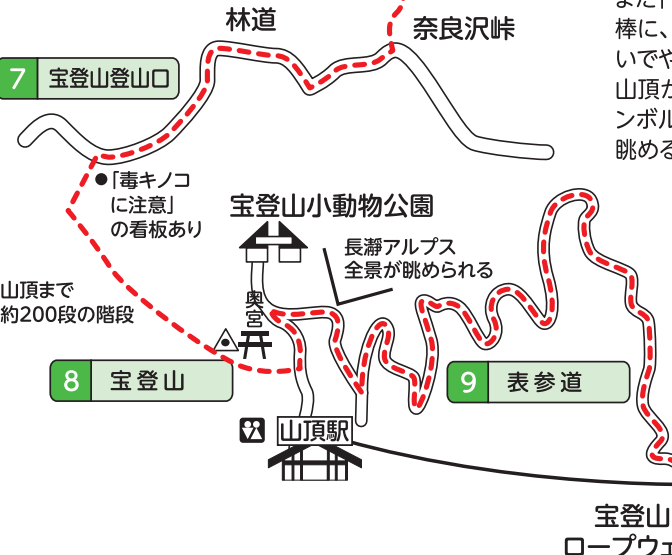 林道
奈良沢峠
7 宝登山登山口
棒に、
いでや
山頂か
ンボル
眺める
●「毒キノコ
に注意」
の看板あり
宝登山小動物公園
長瀞アルプス
全景が眺められる
山頂まで
約200段の階段
奥宮
8 宝登山
9 表参道
山頂駅
宝登山
ロープウェ